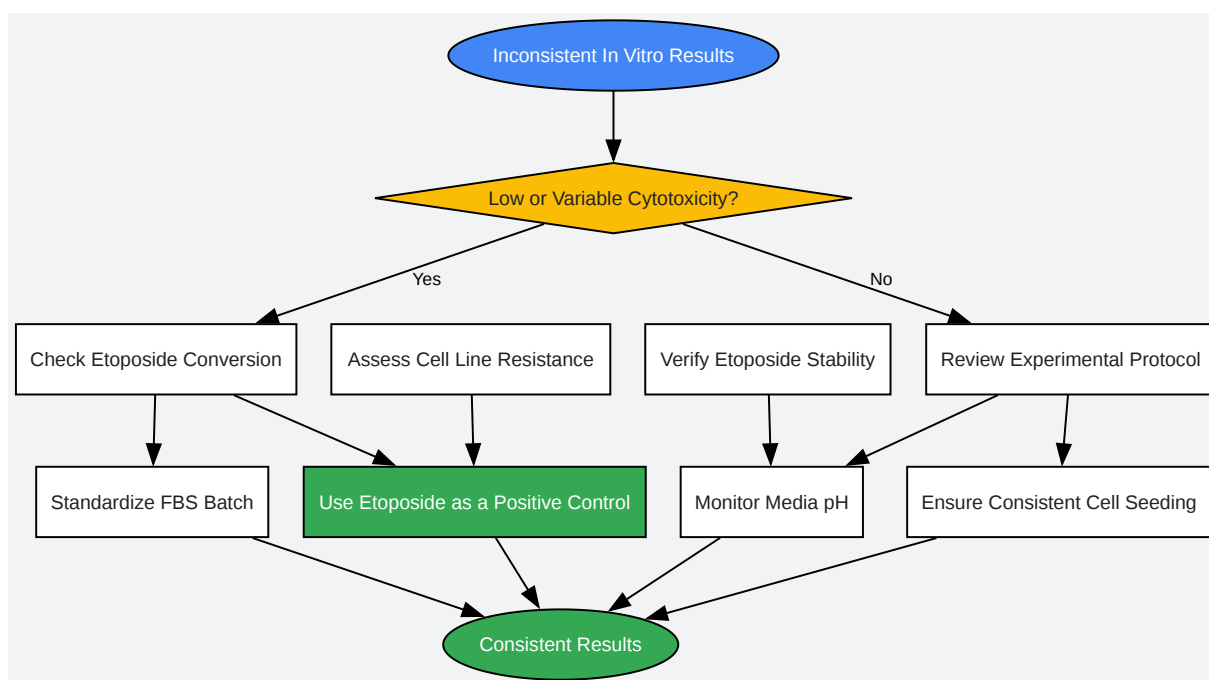 Inconsistent In Vitro Results
Low or Variable Cytotoxicity?
Yes
No
Check Etoposide Conversion
Assess Cell Line Resistance
Verify Etoposide Stability
Review Experimental Protocol
Standardize FBS Batch
Use Etoposide as a Positive Control
Monitor Media pH
Ensure Consistent Cell Seeding
Consistent Results